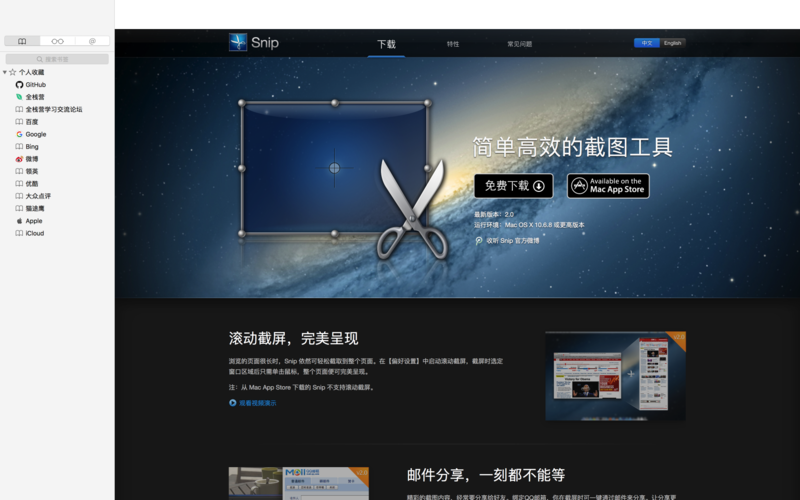 搜索书签
个人收藏
GitHub
全栈营
全栈营学习交流论坛
百度
Google
Bing
微博
领英
优酷
大众点评
猫途鹰
Apple
iCloud
Snip
下载
特性
常见问题
中文
English
简单高效的截图工具
免费下载
Available on the
Mac App Store
最新版本：2.0
运行环境：Mac OS X 10.6.8 或更高版本
收听 Snip 官方微博
滚动截屏，完美呈现
浏览的页面很长时，Snip 依然可轻松截取到整个页面。在【偏好设置】中启动滚动截屏，截屏时选定
窗口区域后只需单击鼠标，整个页面便可完美呈现。
注：从 Mac App Store 下载的 Snip 不支持滚动截屏。
观看视频演示
v2.0
Mail
v2.0
邮件分享，一刻都不能等
精彩的截图内容，经常要分享给好友。绑定QQ邮箱，你在截屏时可一键通过邮件来分享，让分享更